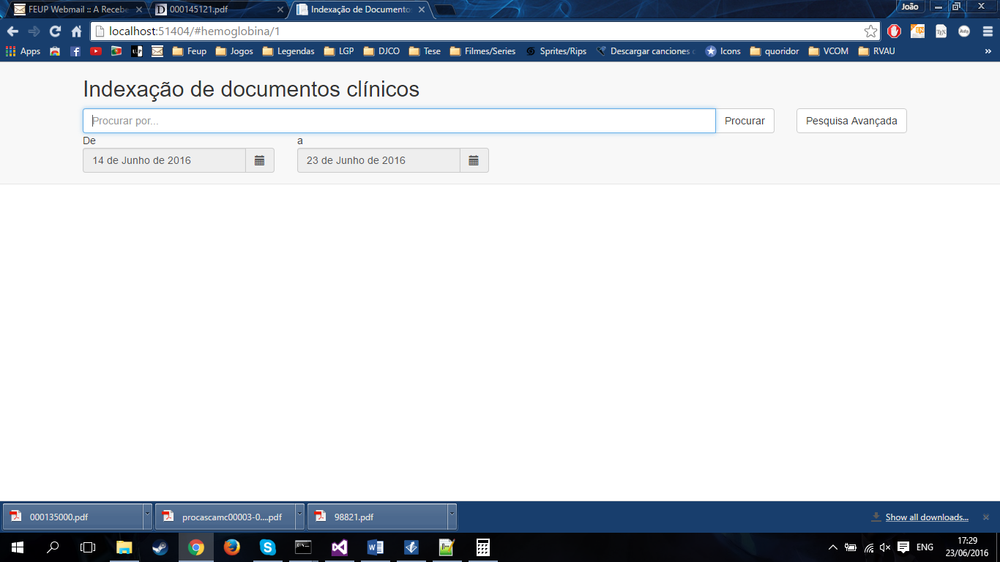 FEUP Webmail :: A Recebe
000145121.pdf
Indexação de Documento
João
localhost:51404/#hemoglobina/1
Apps
Feup
Jogos
Legendas
LGP
DJCO
Tese
Filmes/Series
Sprites/Rips
Descargar canciones
Icons
quoridor
VCOM
RVAU
»
Indexação de documentos clínicos
Procurar por...
Procurar
Pesquisa Avançada
De
a
14 de Junho de 2016
23 de Junho de 2016
000135000.pdf
procascamc00003-0....pdf
98821.pdf
Show all downloads...
ENG
17:29
23/06/2016